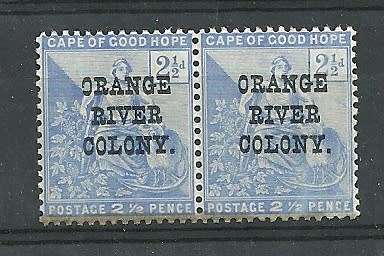 CAPE OF GOOD HOPE CAPE OF GOOD HOPE
2½d 2½d
ORANGE ORANGE
RIVER RIVER
COLONY. COLONY.
POSTAGE 2½ PENCE POSTAGE 2½ PENCE